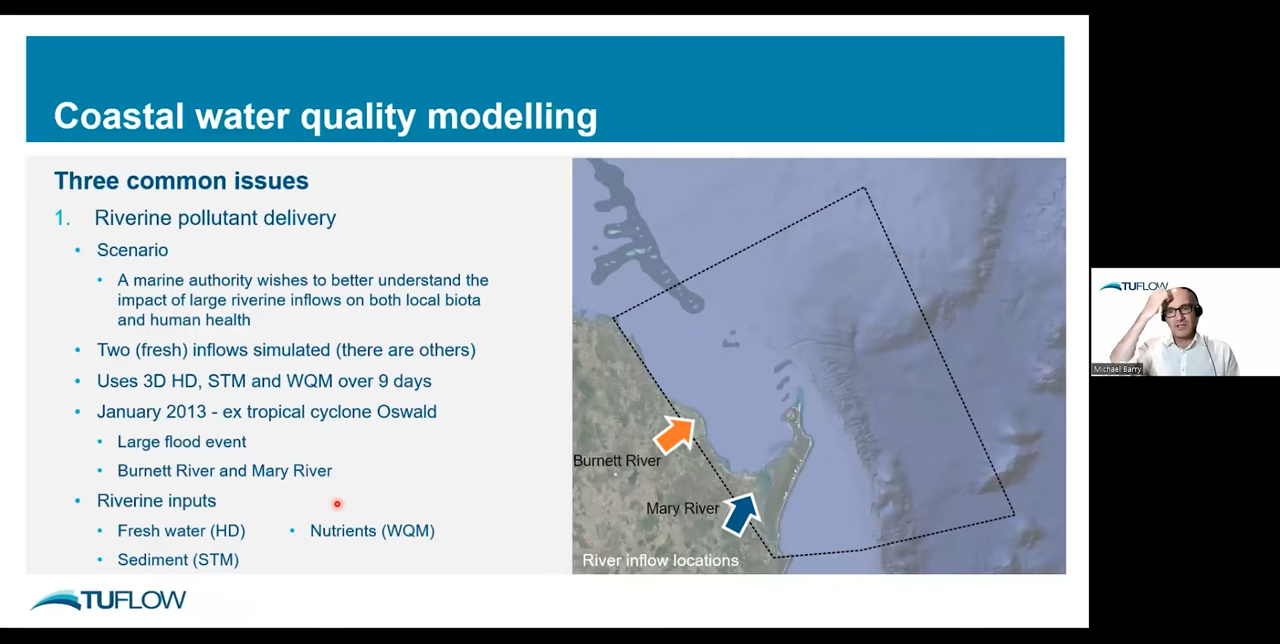 Coastal water quality modelling
Three common issues
1. Riverine pollutant delivery
• Scenario
• A marine authority wishes to better understand the
impact of large riverine inflows on both local biota
and human health
• Two (fresh) inflows simulated (there are others)
• Uses 3D HD, STM and WQM over 9 days
• January 2013 - ex tropical cyclone Oswald
• Large flood event
• Burnett River and Mary River
• Riverine inputs
• Fresh water (HD) • Nutrients (WQM)
• Sediment (STM)
Burnett River
Mary River
River inflow locations
TUFLOW
TUFLOW
Michael Barry